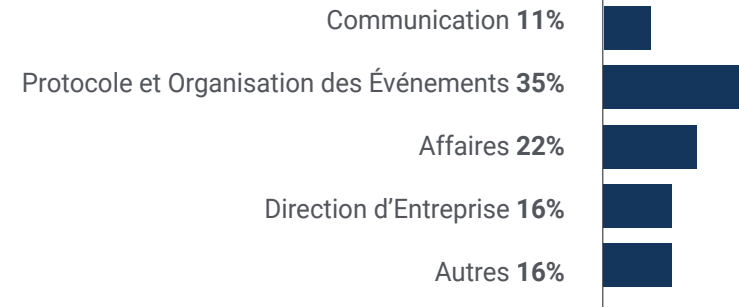 Communication 11%
Protocole et Organisation des Événements 35%
Affaires 22%
Direction d’Entreprise 16%
Autres 16%